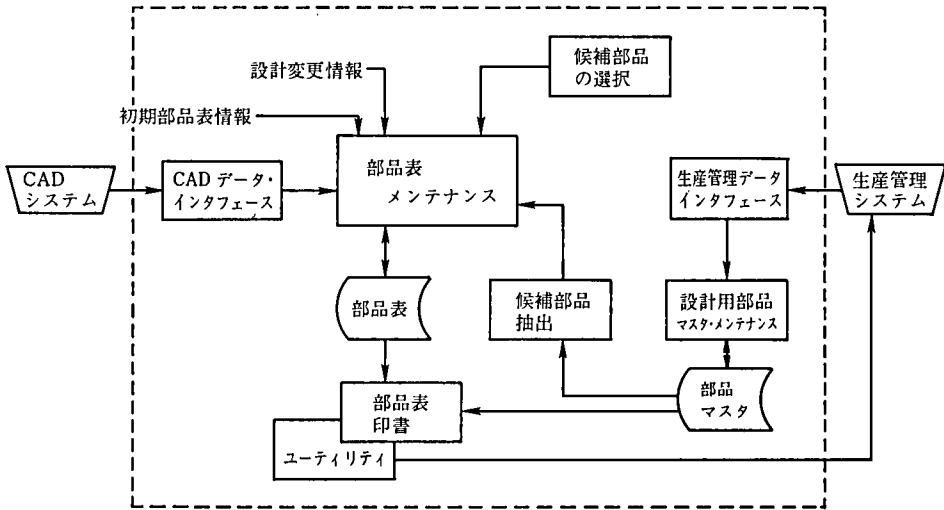 候補部品
の選択
設計変更情報
初期部品表情報
CAD
システム
CAD データ・
インタフェース
部品表
メンテナンス
生産管理データ
インタフェース
生産管理
システム
部品表
候補部品
抽出
設計用部品
マスタ・メンテナンス
部品
マスタ
部品表
印書
ユーティリティ